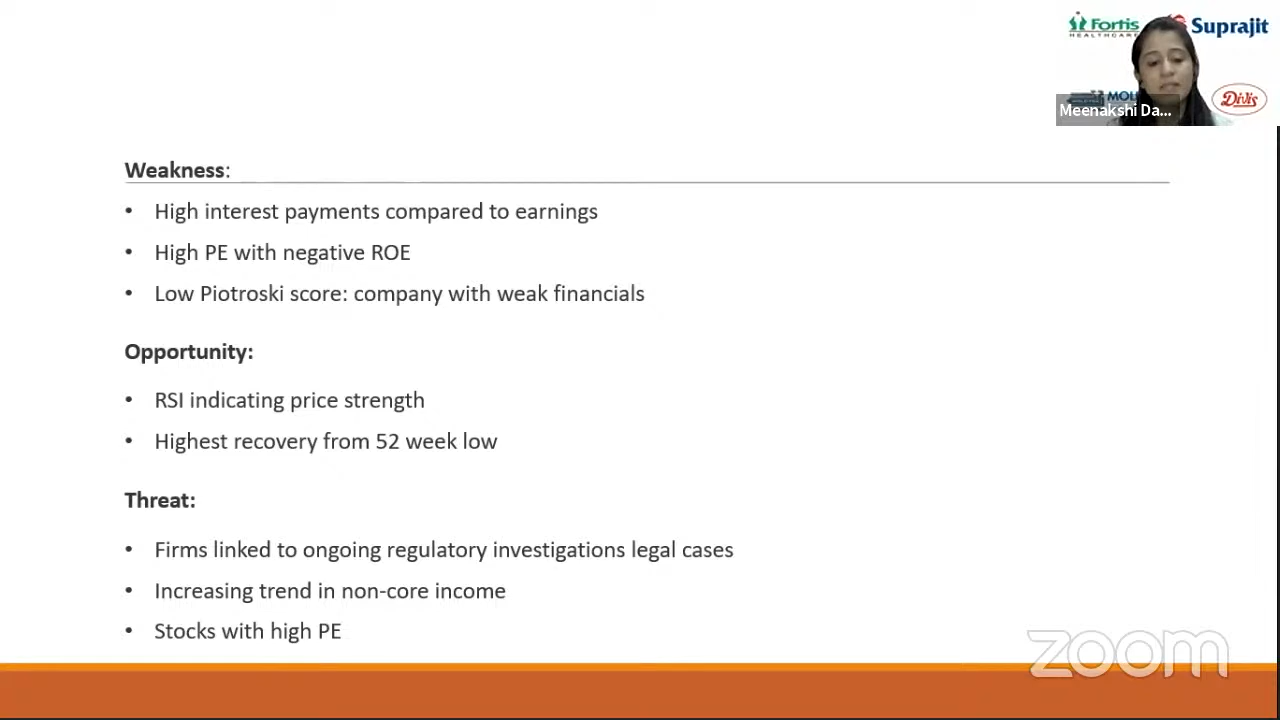 Fortis
HEALTHCARE
Suprajit
Divi's
Meenakshi Da...
Weakness:
• High interest payments compared to earnings
• High PE with negative ROE
• Low Piotroski score: company with weak financials
Opportunity:
• RSI indicating price strength
• Highest recovery from 52 week low
Threat:
• Firms linked to ongoing regulatory investigations legal cases
• Increasing trend in non-core income
• Stocks with high PE
zoom